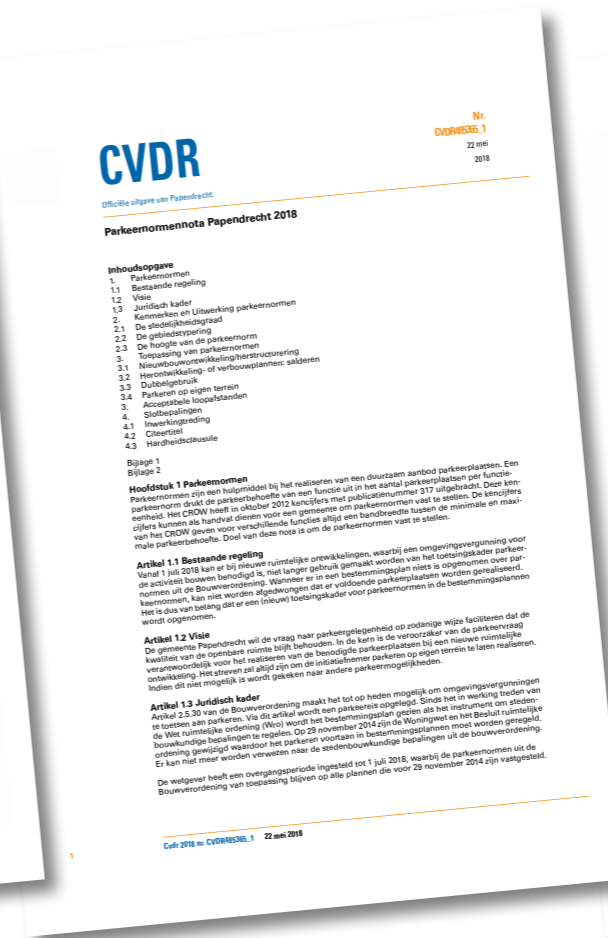 CVDR
Officiële uitgave van Papendrecht.
Nr.
CVDR485365_1
22 mei
2018
Parkeernormennota Papendrecht 2018
Inhoudsopgave
1. Parkeernormen
1.1 Bestaande regeling
1.2 Visie
1.3 Juridisch kader
2. Kenmerken en Uitwerking parkeernormen
2.1 De stedelijkheidsgraad
2.2 De gebiedstypering
2.3 De hoogte van de parkeernorm
3. Toepassing van parkeernormen
3.1 Nieuwbouwontwikkeling/herstructurering
3.2 Herontwikkeling- of verbouwplannen: salderen
3.3 Dubbelgebruik
3.4 Parkeren op eigen terrein
3. Acceptabele loopafstanden
4. Slotbepalingen
4.1 Inwerkingtreding
4.2 Citeertitel
4.3 Hardheidsclausule
Bijlage 1
Bijlage 2
Hoofdstuk 1 Parkeernormen
Parkeernormen zijn een hulpmiddel bij het realiseren van een duurzaam aanbod parkeerplaatsen. Een
parkeernorm drukt de parkeerbehoefte van een functie uit in het aantal parkeerplaatsen per functie-
eenheid. Het CROW heeft in oktober 2012 kencijfers met publicatienummer 317 uitgebracht. Deze ken-
cijfers kunnen als handvat dienen voor een gemeente om parkeernormen vast te stellen. De kencijfers
van het CROW geven voor verschillende functies altijd een bandbreedte tussen de minimale en maxi-
male parkeerbehoefte. Doel van deze nota is om de parkeernormen vast te stellen.
Artikel 1.1 Bestaande regeling
Vanaf 1 juli 2018 kan er bij nieuwe ruimtelijke ontwikkelingen, waarbij een omgevingsvergunning voor
de activiteit bouwen benodigd is, niet langer gebruik gemaakt worden van het toetsingskader parkeer-
normen uit de Bouwverordening. Wanneer er in een bestemmingsplan niets is opgenomen over par-
keernormen, kan niet worden afgedwongen dat er voldoende parkeerplaatsen worden gerealiseerd.
Het is dus van belang dat er een (nieuw) toetsingskader voor parkeernormen in de bestemmingsplannen
wordt opgenomen.
Artikel 1.2 Visie
De gemeente Papendrecht wil de vraag naar parkeergelegenheid op zodanige wijze faciliteren dat de
kwaliteit van de openbare ruimte blijft behouden. In de kern is de veroorzaker van de parkeervraag
verantwoordelijk voor het realiseren van de benodigde parkeerplaatsen bij een nieuwe ruimtelijke
ontwikkeling. Het streven zal altijd zijn om de initiatiefnemer parkeren op eigen terrein te laten realiseren.
Indien dit niet mogelijk is wordt gekeken naar andere parkeermogelijkheden.
Artikel 1.3 Juridisch kader
Artikel 2.5.30 van de Bouwverordening maakt het tot op heden mogelijk om omgevingsvergunningen
te toetsen aan parkeren. Via dit artikel wordt een parkeereis opgelegd. Sinds het in werking treden van
de Wet ruimtelijke ordening (Wro) wordt het bestemmingsplan gezien als het instrument om steden-
bouwkundige bepalingen te regelen. Op 29 november 2014 zijn de Woningwet en het Besluit ruimtelijke
ordening gewijzigd waardoor het parkeren voortaan in bestemmingsplannen moet worden geregeld.
Er kan niet meer worden verwezen naar de stedenbouwkundige bepalingen uit de bouwverordening.
De wetgever heeft een overgangsperiode ingesteld tot 1 juli 2018, waarbij de parkeernormen uit de
Bouwverordening van toepassing blijven op alle plannen die voor 29 november 2014 zijn vastgesteld.
1
Cvdr 2018 nr. CVDR485365_1 22 mei 2018